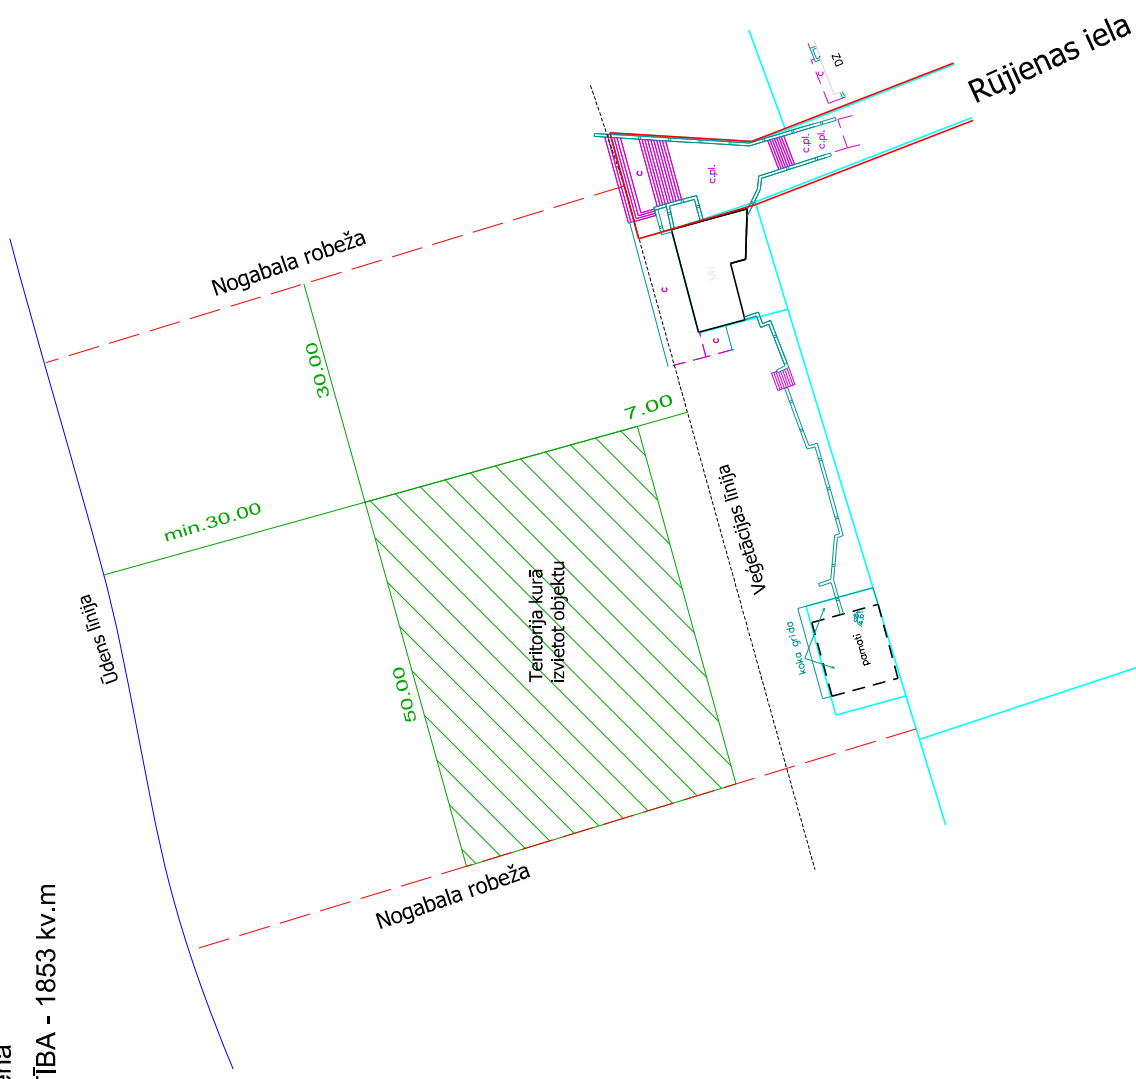 Rūjienas iela
DZ
c
c.pl.
c.pl.
c
c.pl.
Nogabala robeža
c
c
30.00
7.00
min.30.00
Veģetācijas līnija
Teritorija kurā
izvietot objektu
Ūdens līnija
koka grīda
pamati
50.00
Nogabala robeža
TĪBA - 1853 kv.m